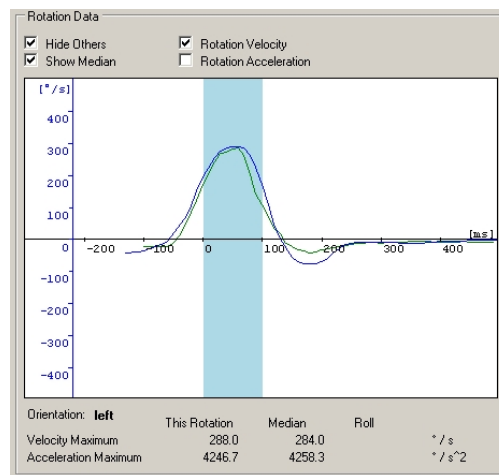 Rotation Data
Hide Others Rotation Velocity
Show Median Rotation Acceleration
[°/s]
400
300
200
100
[ms]
0 -200 -100 0 100 200 300 400
-100
-200
-300
-400
Orientation: left
This Rotation Median Roll
Velocity Maximum 288.0 284.0 °/s
Acceleration Maximum 4246.7 4258.3 °/s^2